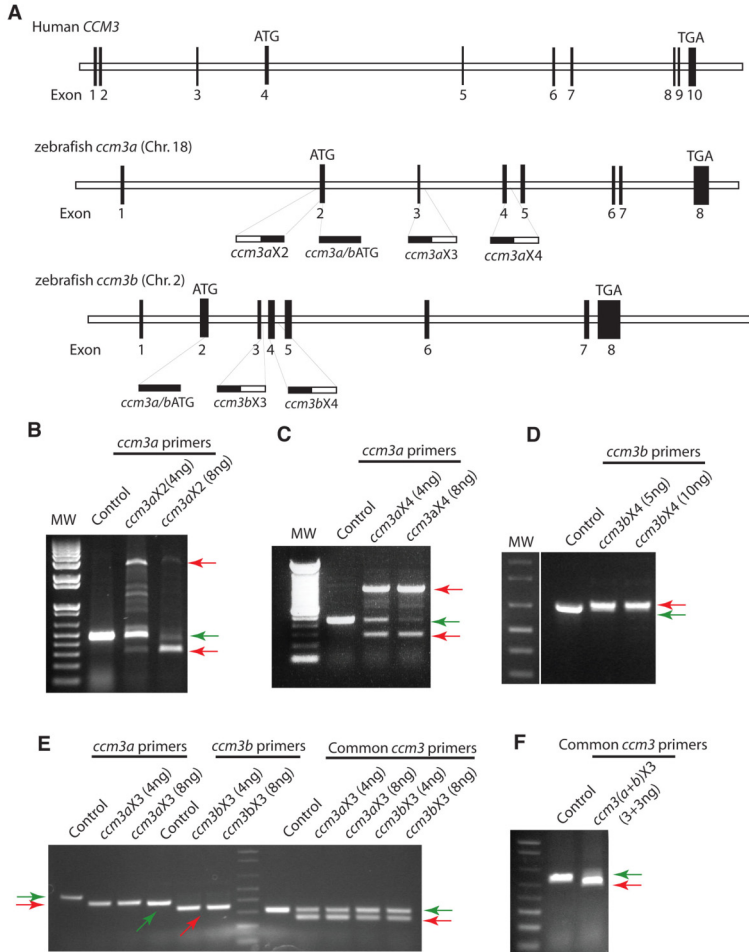 A
Human CCM3
ATG
TGA
Exon 1 2 3 4 5 6 7 8 9 10
zebrafish ccm3a (Chr. 18)
ATG
TGA
Exon 1 2 3 4 5 6 7 8
ccm3aX2 ccm3a/bATG ccm3aX3 ccm3aX4
zebrafish ccm3b (Chr. 2)
ATG
TGA
Exon 1 2 3 4 5 6 7 8
ccm3a/bATG ccm3bX3 ccm3bX4
B
ccm3a primers
MW
Control
ccm3aX2(4ng)
ccm3aX2 (8ng)
C
ccm3a primers
MW
Control
ccm3aX4 (4ng)
ccm3aX4 (8ng)
D
ccm3b primers
MW
Control
ccm3bX4 (5ng)
ccm3bX4 (10ng)
E
ccm3a primers
ccm3b primers
Common ccm3 primers
Control
ccm3aX3 (4ng)
ccm3aX3 (8ng)
Control
ccm3bX3 (4ng)
ccm3bX3 (8ng)
Control
ccm3aX3 (4ng)
ccm3aX3 (8ng)
ccm3bX3 (4ng)
ccm3bX3 (8ng)
F
Common ccm3 primers
Control
ccm3(a+b)X3
(3+3ng)